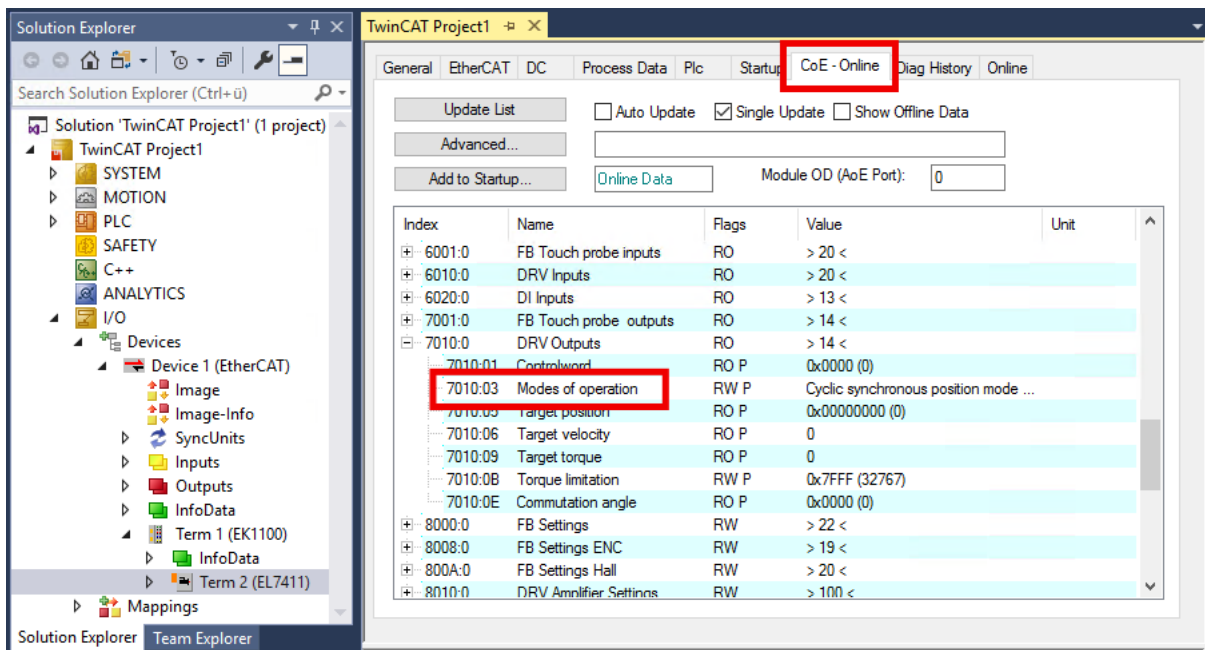 Solution Explorer
Search Solution Explorer (Ctrl+ü)
Solution 'TwinCAT Project1' (1 project)
TwinCAT Project1
SYSTEM
MOTION
PLC
SAFETY
C++
ANALYTICS
I/O
Devices
Device 1 (EtherCAT)
Image
Image-Info
SyncUnits
Inputs
Outputs
InfoData
Term 1 (EK1100)
InfoData
Term 2 (EL7411)
Mappings
Solution Explorer Team Explorer
TwinCAT Project1
General EtherCAT DC Process Data Plc Startup CoE - Online Diag History Online
Update List Auto Update Single Update Show Offline Data
Advanced...
Add to Startup... Online Data Module OD (AoE Port): 0
Index Name Flags Value Unit
6001:0 FB Touch probe inputs RO > 20 <
6010:0 DRV Inputs RO > 20 <
6020:0 DI Inputs RO > 13 <
7001:0 FB Touch probe outputs RO > 14 <
7010:0 DRV Outputs RO > 14 <
7010:01 Controlword RO P 0x0000 (0)
7010:03 Modes of operation RW P Cyclic synchronous position mode ...
7010:05 Target position RO P 0x00000000 (0)
7010:06 Target velocity RO P 0
7010:09 Target torque RO P 0
7010:0B Torque limitation RW P 0x7FFF (32767)
7010:0E Commutation angle RO P 0x0000 (0)
8000:0 FB Settings RW > 22 <
8008:0 FB Settings ENC RW > 19 <
800A:0 FB Settings Hall RW > 20 <
8010:0 DRV Amplifier Settings RW > 100 <